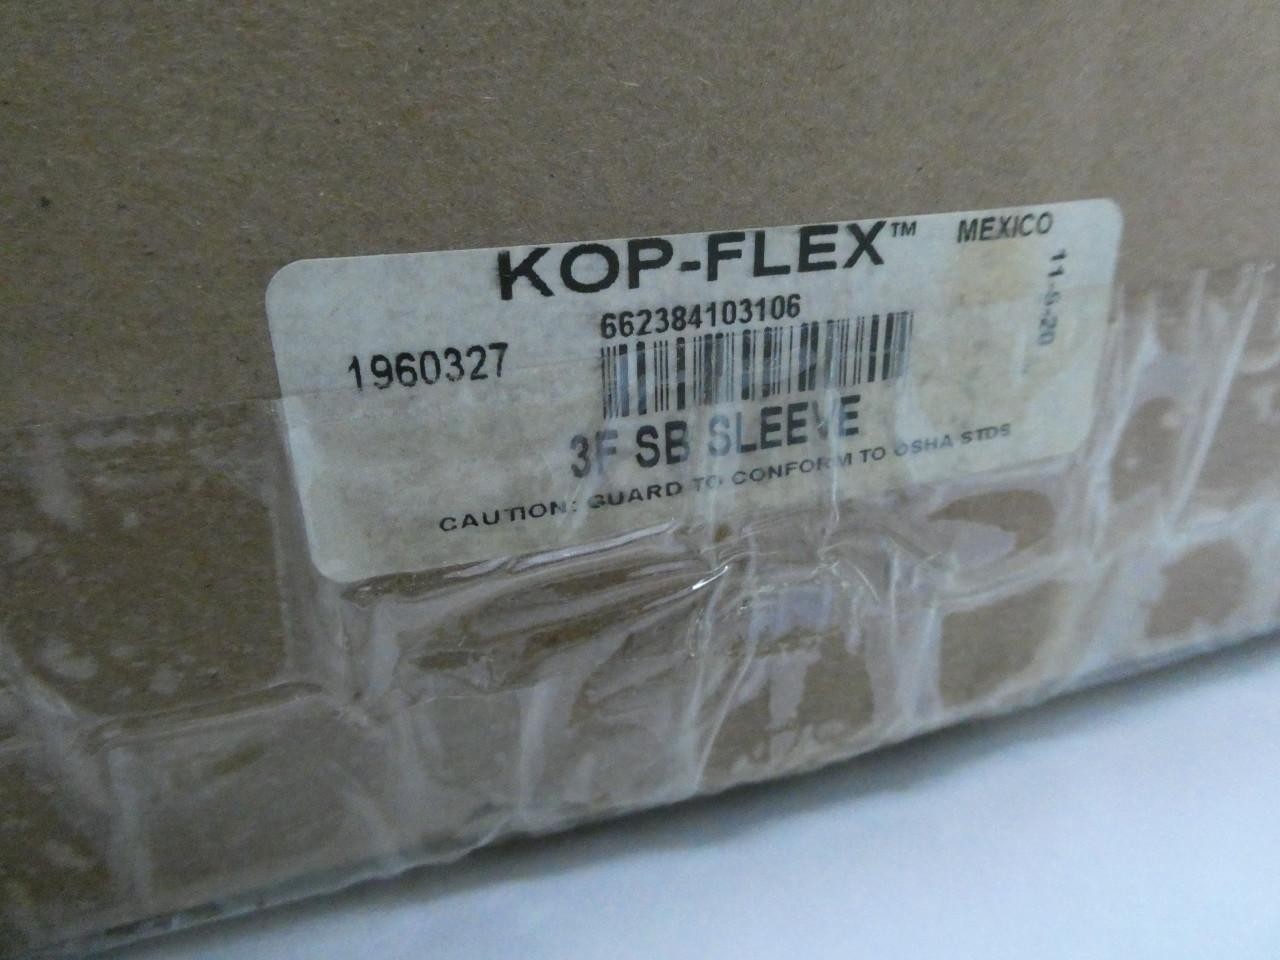 KOP-FLEX™ MEXICO
662384103106
1960327
11-6-20
3F SB SLEEVE
CAUTION: GUARD TO CONFORM TO OSHA STDS